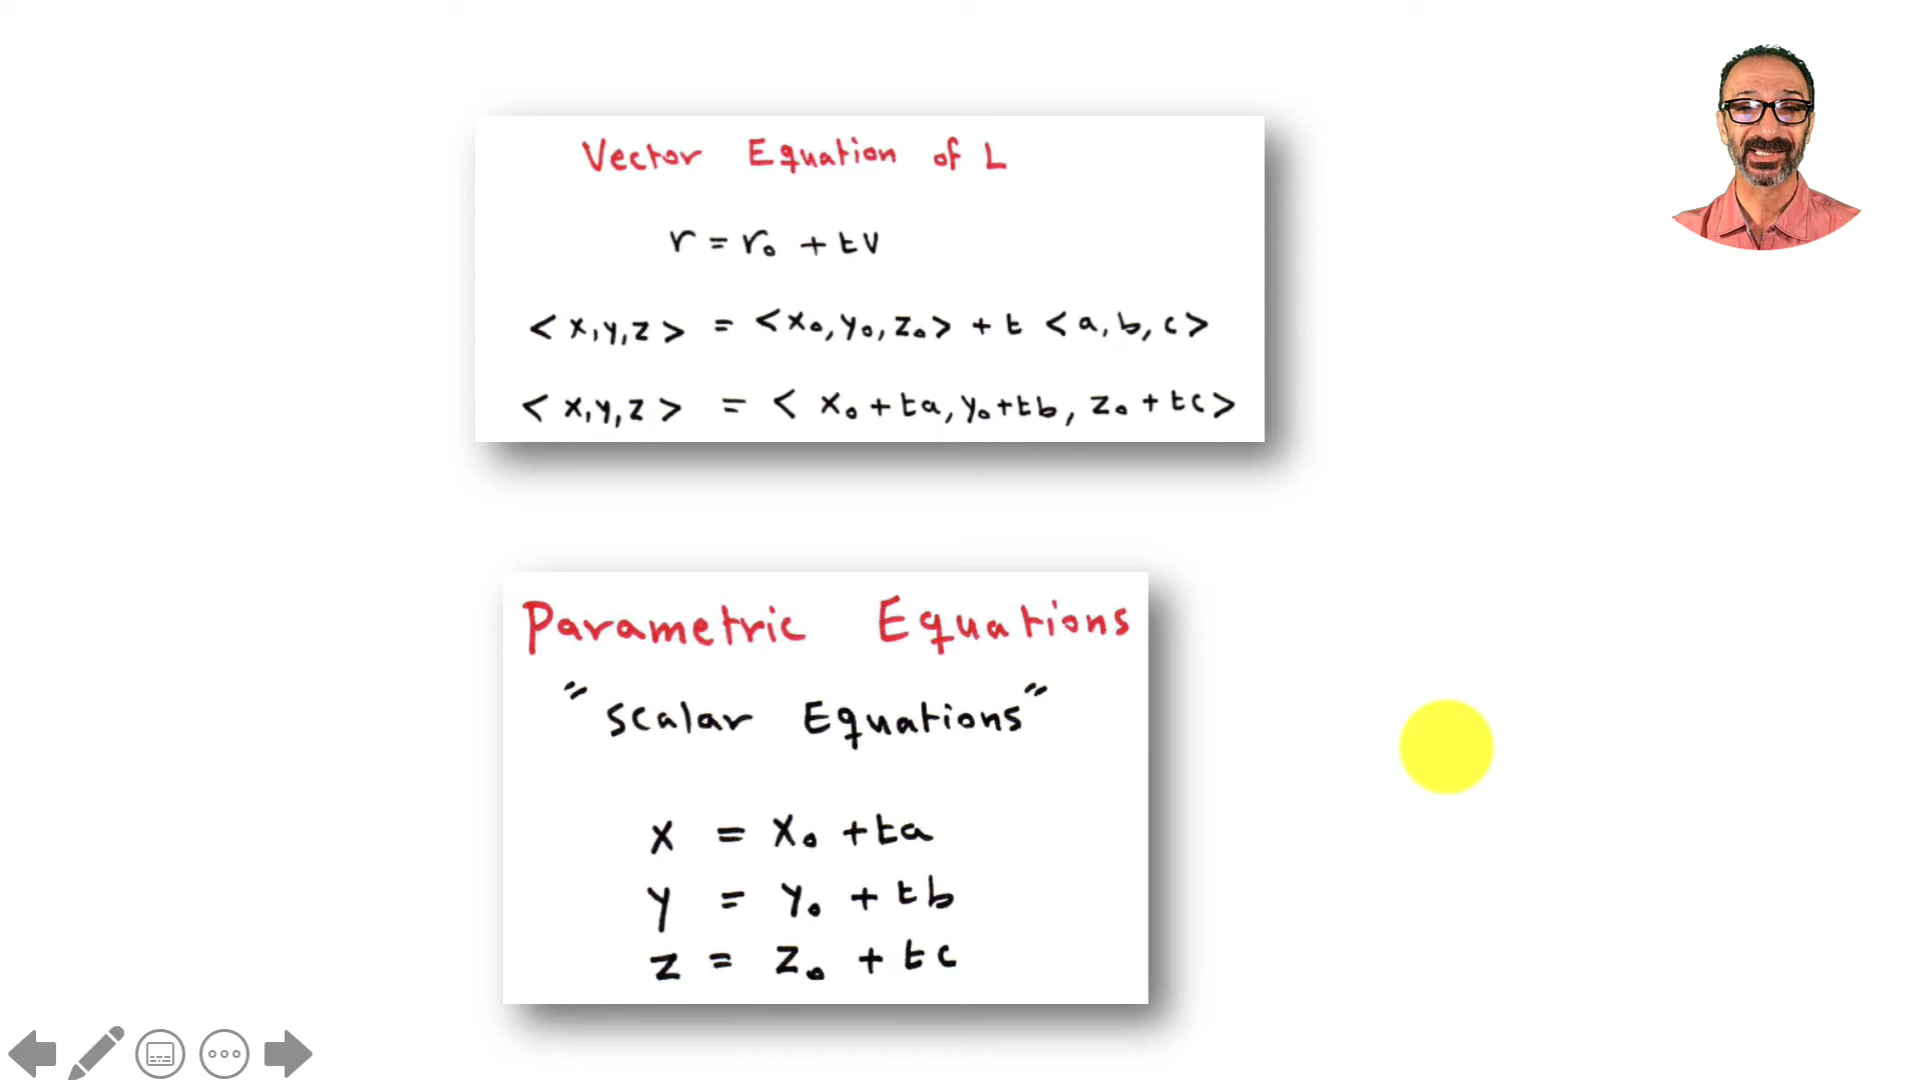 Vector Equation of L
r = r₀ + tv
<x,y,z> = <x₀,y₀,z₀> + t <a,b,c>
<x,y,z> = <x₀+ta, y₀+tb, z₀+tc>
Parametric Equations
"Scalar Equations"
x = x₀ + ta
y = y₀ + tb
z = z₀ + tc